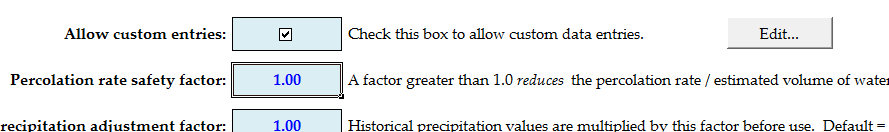 Allow custom entries: Check this box to allow custom data entries. Edit...
Percolation rate safety factor: 1.00 A factor greater than 1.0 reduces the percolation rate / estimated volume of water
recipitation adjustment factor: 1.00 Historical precipitation values are multiplied by this factor before use. Default =